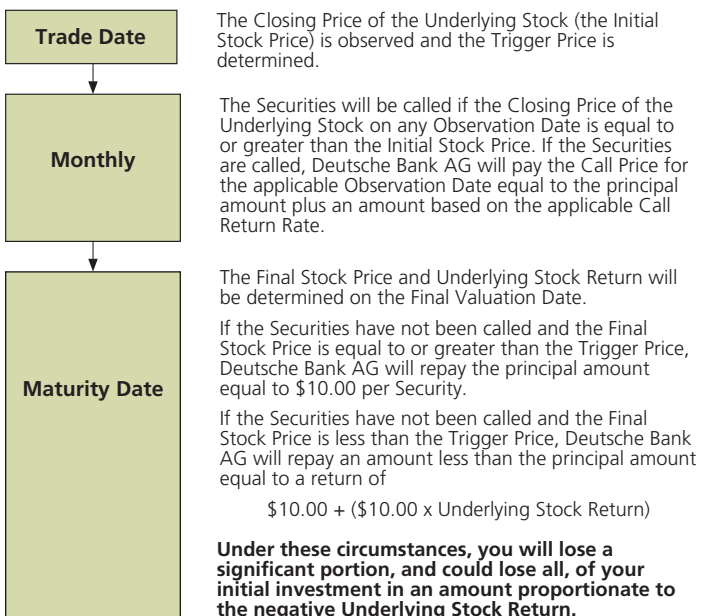 Trade Date
The Closing Price of the Underlying Stock (the Initial
Stock Price) is observed and the Trigger Price is
determined.
Monthly
The Securities will be called if the Closing Price of the
Underlying Stock on any Observation Date is equal to
or greater than the Initial Stock Price. If the Securities
are called, Deutsche Bank AG will pay the Call Price for
the applicable Observation Date equal to the principal
amount plus an amount based on the applicable Call
Return Rate.
Maturity Date
The Final Stock Price and Underlying Stock Return will
be determined on the Final Valuation Date.
If the Securities have not been called and the Final
Stock Price is equal to or greater than the Trigger Price,
Deutsche Bank AG will repay the principal amount
equal to $10.00 per Security.
If the Securities have not been called and the Final
Stock Price is less than the Trigger Price, Deutsche Bank
AG will repay an amount less than the principal amount
equal to a return of
$10.00 + ($10.00 x Underlying Stock Return)
Under these circumstances, you will lose a
significant portion, and could lose all, of your
initial investment in an amount proportionate to
the negative Underlying Stock Return.